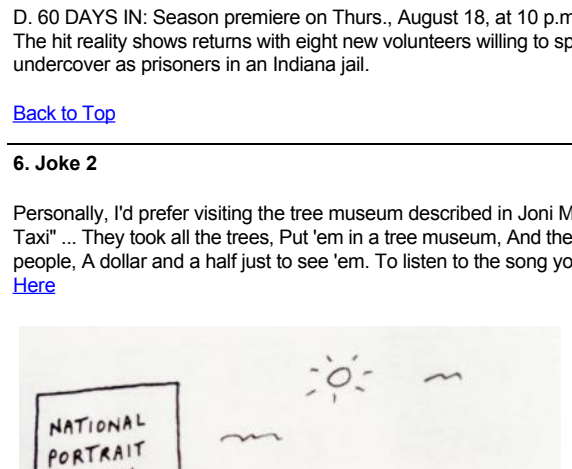 D. 60 DAYS IN: Season premiere on Thurs., August 18, at 10 p.m
The hit reality shows returns with eight new volunteers willing to sp
undercover as prisoners in an Indiana jail.
Back to Top
6. Joke 2
Personally, I'd prefer visiting the tree museum described in Joni M
Taxi" ... They took all the trees, Put 'em in a tree museum, And the
people, A dollar and a half just to see 'em. To listen to the song yo
Here
NATIONAL
PORTRAIT